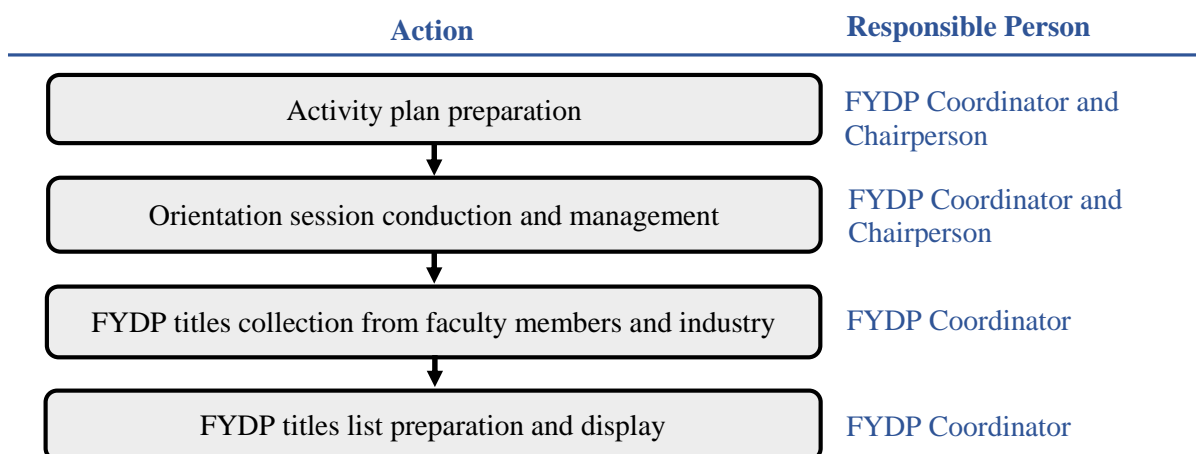 Action
Responsible Person
Activity plan preparation
FYDP Coordinator and
Chairperson
Orientation session conduction and management
FYDP Coordinator and
Chairperson
FYDP titles collection from faculty members and industry
FYDP Coordinator
FYDP titles list preparation and display
FYDP Coordinator